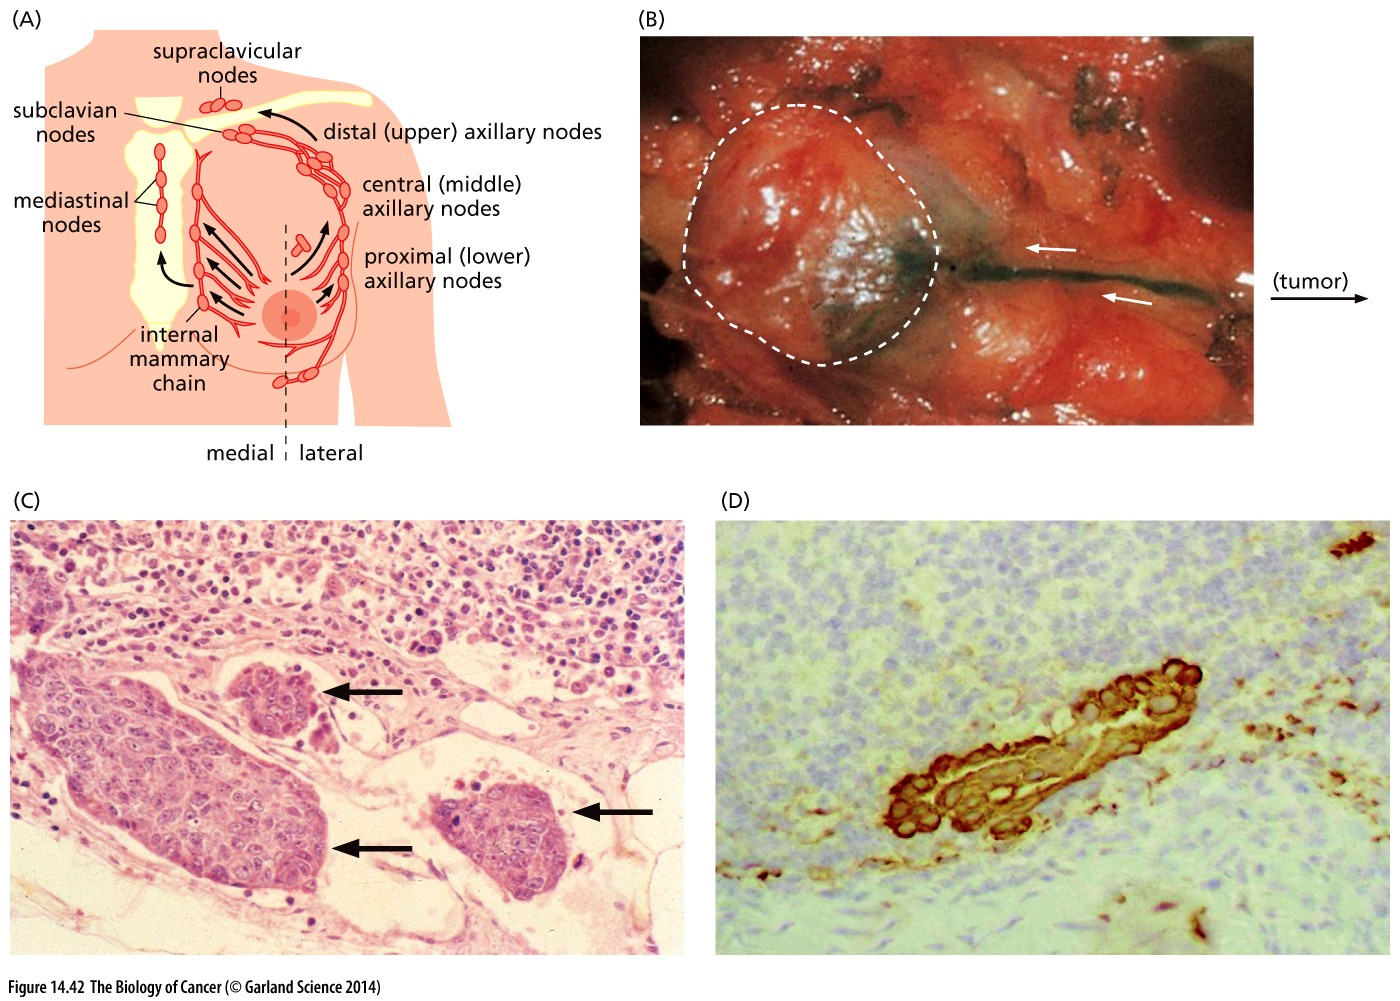 (A)
supraclavicular
nodes
subclavian
nodes
distal (upper) axillary nodes
central (middle)
axillary nodes
mediastinal
nodes
proximal (lower)
axillary nodes
internal
mammary
chain
medial
lateral
(B)
(tumor)
(C)
(D)
Figure 14.42 The Biology of Cancer (© Garland Science 2014)